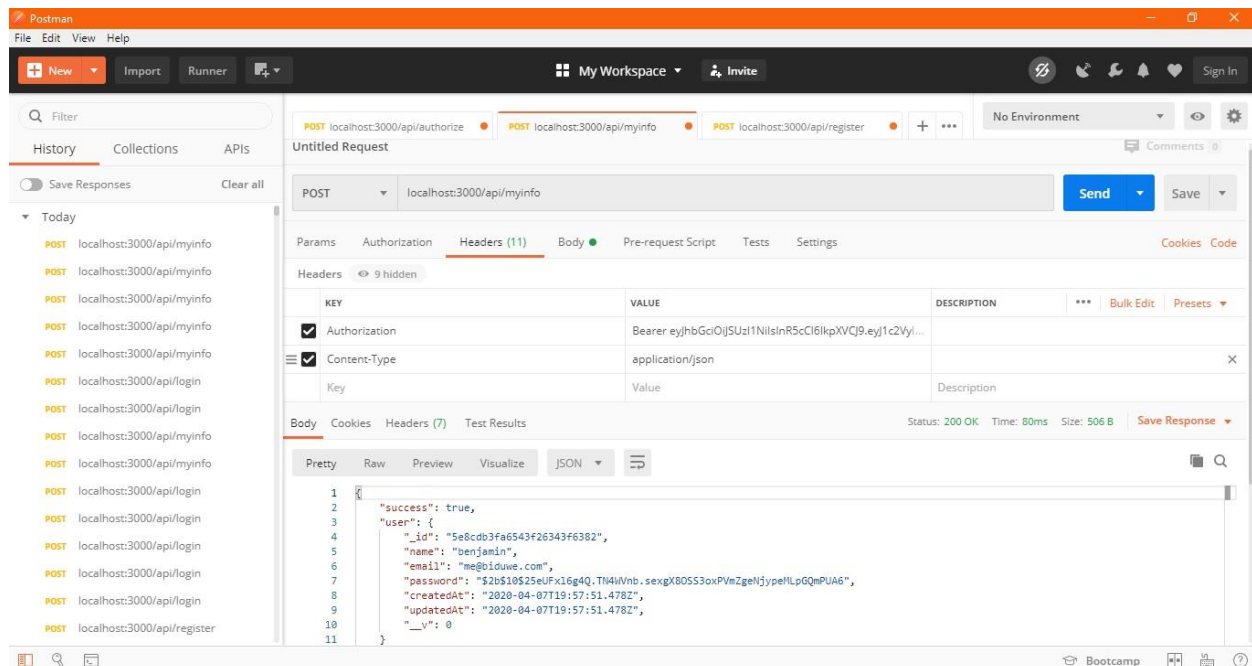 Postman
File Edit View Help
New Import Runner My Workspace Invite Sign In
Filter
History Collections APIs
Save Responses Clear all
Today
POST localhost:3000/api/myinfo
POST localhost:3000/api/myinfo
POST localhost:3000/api/myinfo
POST localhost:3000/api/myinfo
POST localhost:3000/api/myinfo
POST localhost:3000/api/login
POST localhost:3000/api/login
POST localhost:3000/api/myinfo
POST localhost:3000/api/myinfo
POST localhost:3000/api/login
POST localhost:3000/api/login
POST localhost:3000/api/login
POST localhost:3000/api/login
POST localhost:3000/api/login
POST localhost:3000/api/register
POST localhost:3000/api/authorize POST localhost:3000/api/myinfo POST localhost:3000/api/register + ••• No Environment
Untitled Request Comments 0
POST localhost:3000/api/myinfo Send Save
Params Authorization Headers (11) Body Pre-request Script Tests Settings Cookies Code
Headers 9 hidden
KEY VALUE DESCRIPTION ••• Bulk Edit Presets
Authorization Bearer eyJhbGciOiJSUzI1NiIsInR5cCI6IkpXVCJ9.eyJ1c2VyI...
Content-Type application/json
Key Value Description
Body Cookies Headers (7) Test Results Status: 200 OK Time: 80ms Size: 506 B Save Response
Pretty Raw Preview Visualize JSON
1 {
2 "success": true,
3 "user": {
4 "_id": "5e8cdb3fa6543f26343f6382",
5 "name": "benjamin",
6 "email": "me@biduwe.com",
7 "password": "$2b$10$25eUFxl6g4Q.TN4WVnb.sexgX8OSS3oxPVmZgeNjypeMLpGQmPUA6",
8 "createdAt": "2020-04-07T19:57:51.478Z",
9 "updatedAt": "2020-04-07T19:57:51.478Z",
10 "__v": 0
11 }
Bootcamp